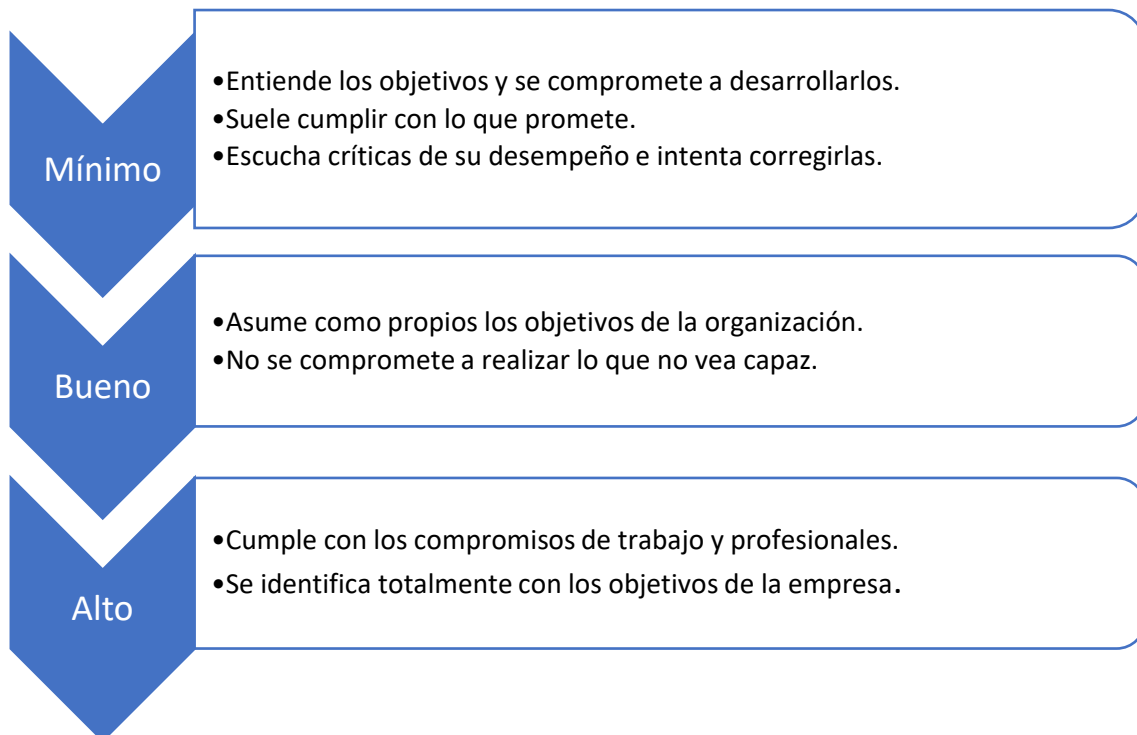 Mínimo
•Entiende los objetivos y se compromete a desarrollarlos.
•Suele cumplir con lo que promete.
•Escucha críticas de su desempeño e intenta corregirlas.
Bueno
•Asume como propios los objetivos de la organización.
•No se compromete a realizar lo que no vea capaz.
Alto
•Cumple con los compromisos de trabajo y profesionales.
•Se identifica totalmente con los objetivos de la empresa.